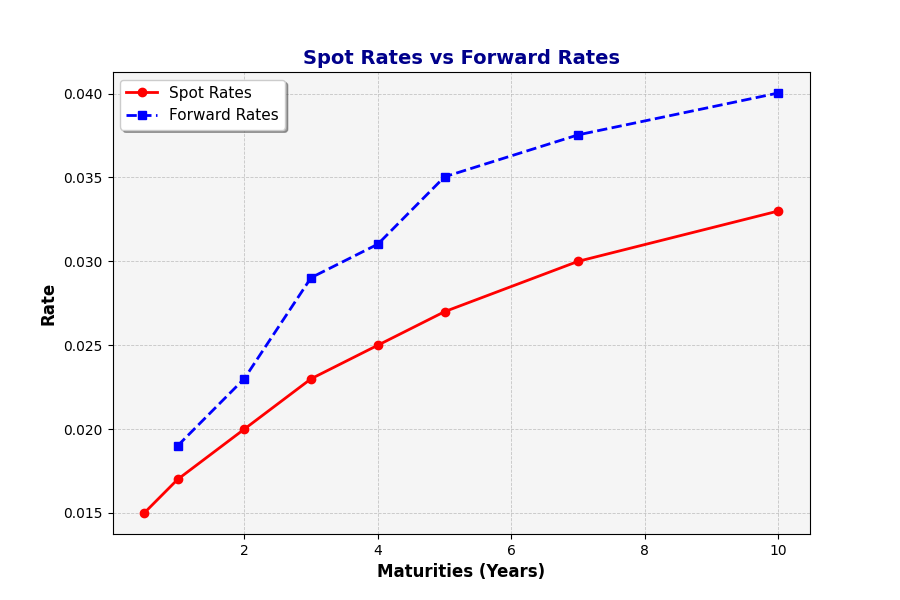 Spot Rates vs Forward Rates
Spot Rates
Forward Rates
0.040
0.035
0.030
0.025
0.020
0.015
Rate
2 4 6 8 10
Maturities (Years)